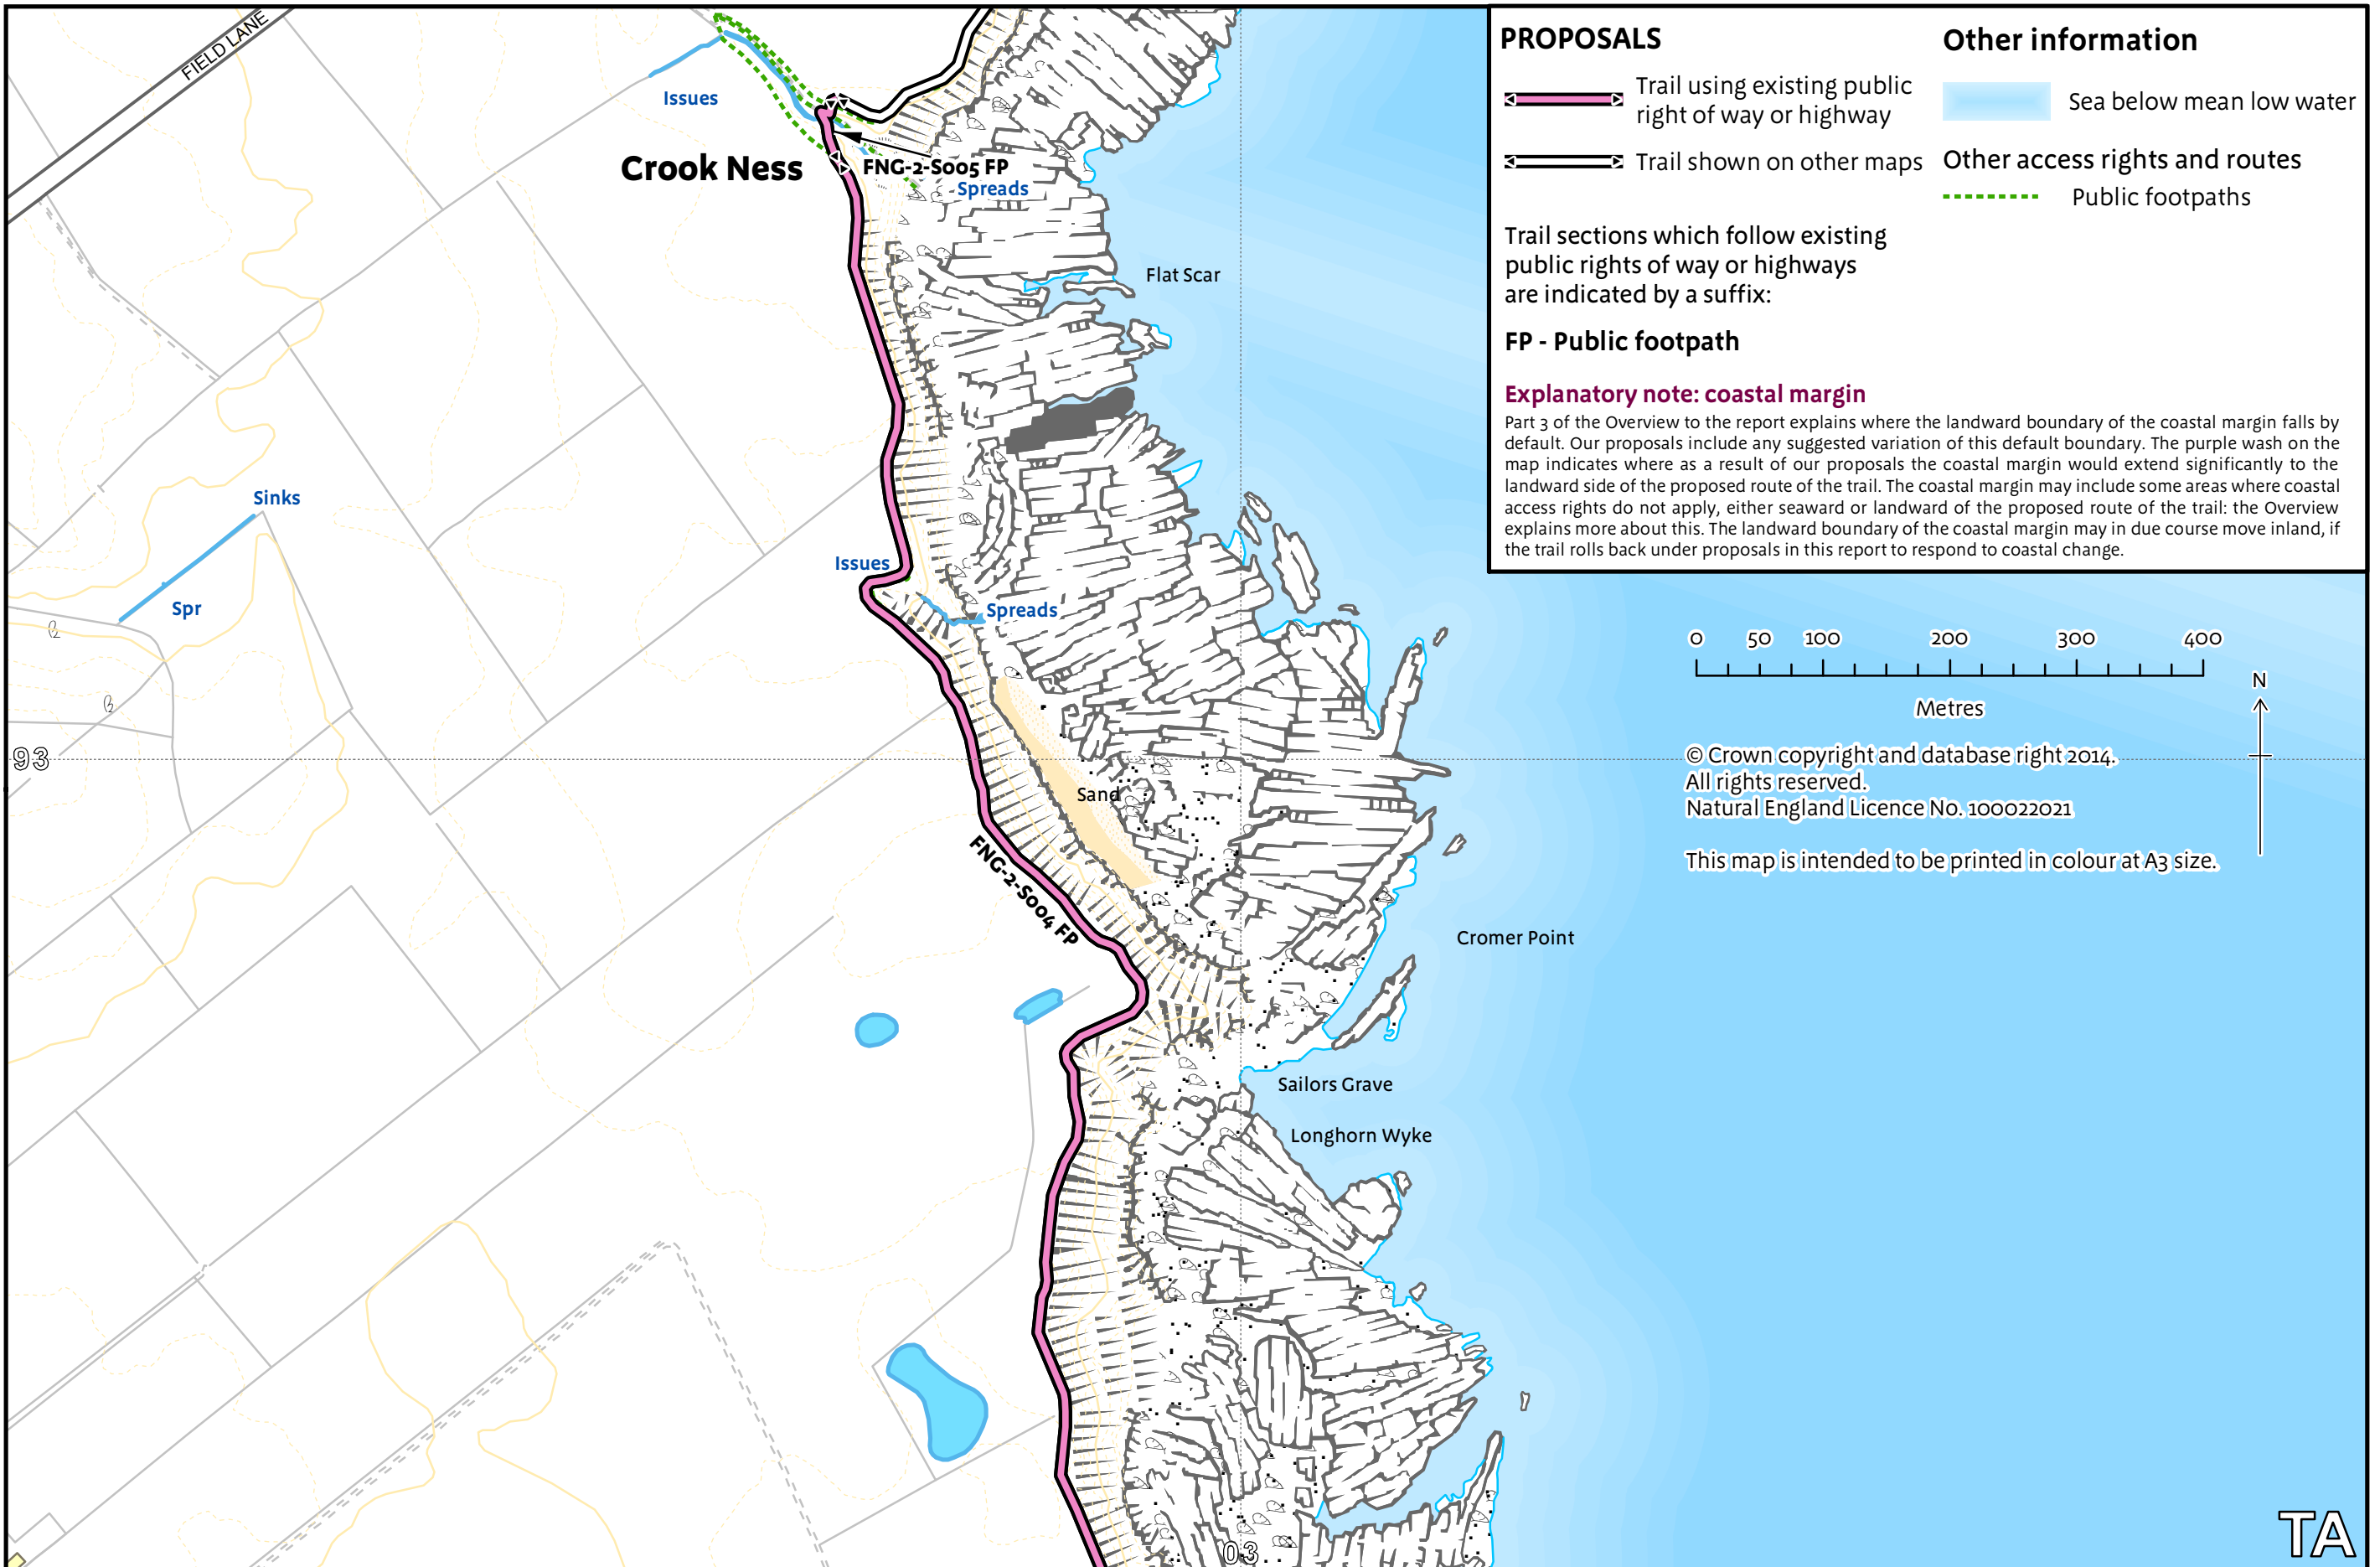 FIELD LANE
Issues
Crook Ness
FNG-2-S005 FP
Spreads
Flat Scar
Sinks
Spr
Issues
Spreads
93
Sand
FNG-2-S004 FP
Cromer Point
Sailors Grave
Longhorn Wyke
03
TA
PROPOSALS
Trail using existing public
right of way or highway
Trail shown on other maps
Trail sections which follow existing
public rights of way or highways
are indicated by a suffix:
FP - Public footpath
Other information
Sea below mean low water
Other access rights and routes
Public footpaths
Explanatory note: coastal margin
Part 3 of the Overview to the report explains where the landward boundary of the coastal margin falls by
default. Our proposals include any suggested variation of this default boundary. The purple wash on the
map indicates where as a result of our proposals the coastal margin would extend significantly to the
landward side of the proposed route of the trail. The coastal margin may include some areas where coastal
access rights do not apply, either seaward or landward of the proposed route of the trail: the Overview
explains more about this. The landward boundary of the coastal margin may in due course move inland, if
the trail rolls back under proposals in this report to respond to coastal change.
0 50 100 200 300 400
Metres
N
© Crown copyright and database right 2014.
All rights reserved.
Natural England Licence No. 100022021
This map is intended to be printed in colour at A3 size.